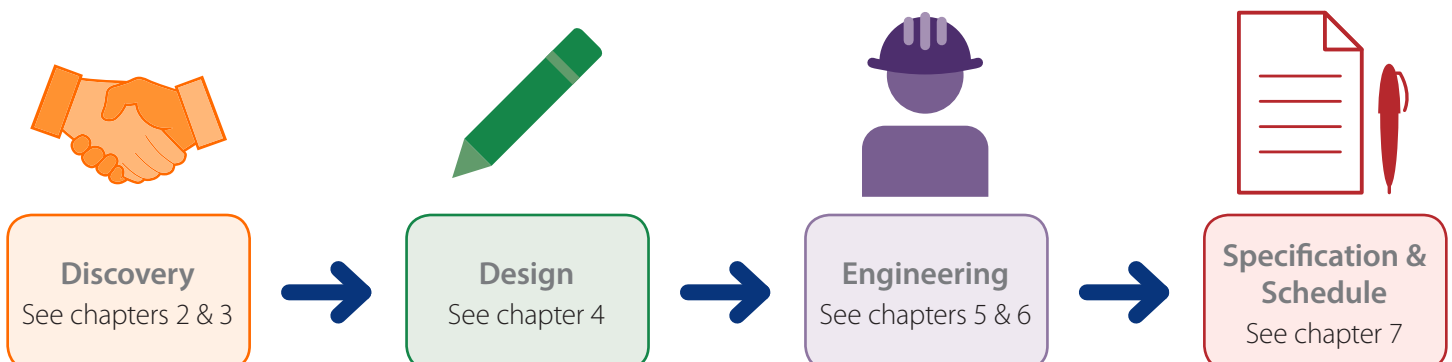 Discovery
See chapters 2 & 3
Design
See chapter 4
Engineering
See chapters 5 & 6
Specification &
Schedule
See chapter 7